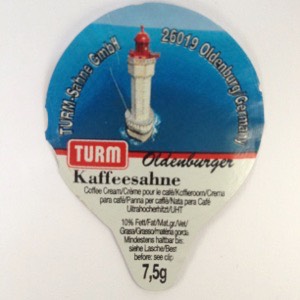 TURM-Sahne GmbH
26019 Oldenburg Germany
TURM
Oldenburger
Kaffeesahne
Coffee Cream/Crème pour le café/Koffieroom/Crema
para café/Panna per caffè/Nata para Café
Ultrahocherhitzt/UHT
10% Fett/Fat/Mat.gr./Vet/
Grasa/Grasso/matéria gorda
Mindestens haltbar bis:
siehe Lasche/Best
before: see clip
7,5g